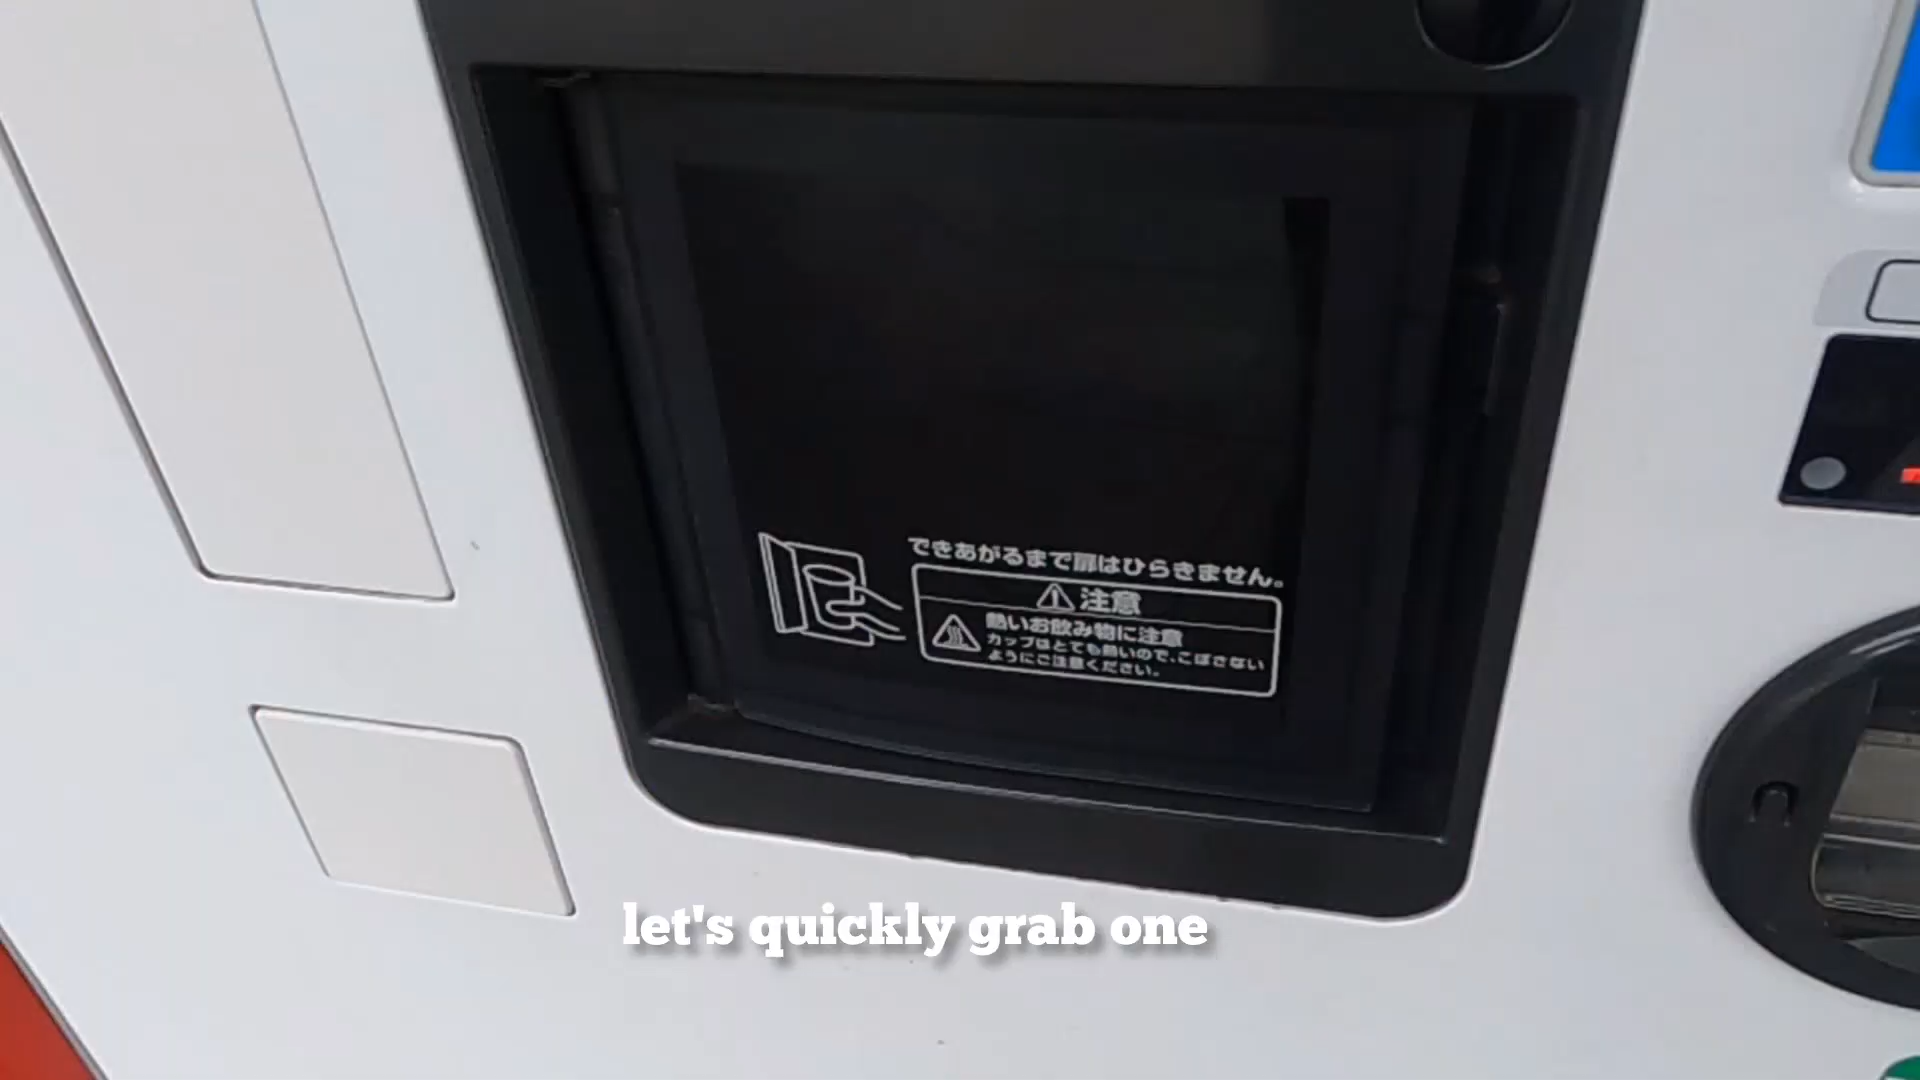 できあがるまで扉はひらきません。
注意
熱いお飲み物に注意
カップはとても熱いので、こぼさない
ようにご注意ください。
let's quickly grab one